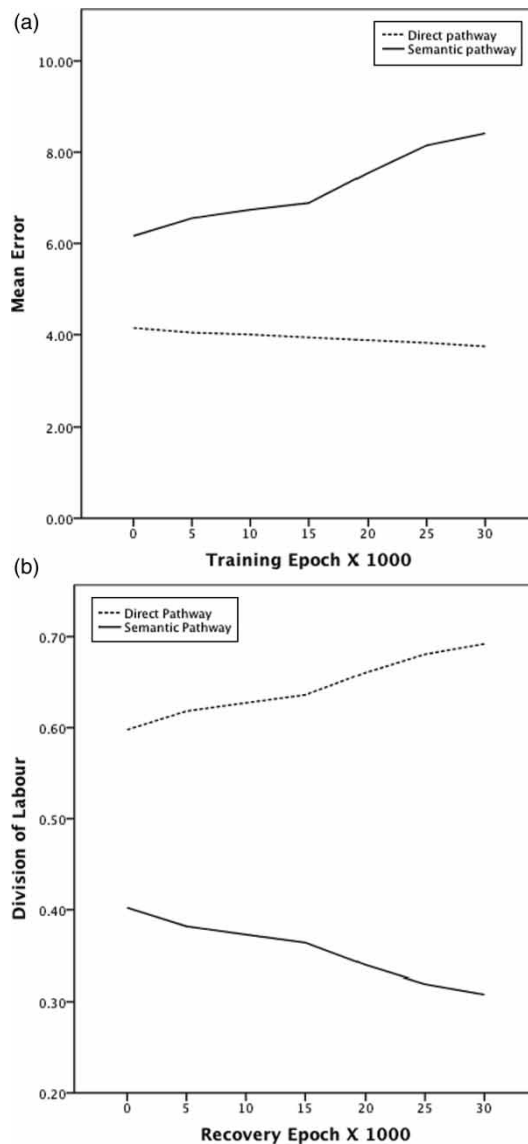 (a)
Direct pathway
Semantic pathway
10.00
8.00
6.00
4.00
2.00
0.00
Mean Error
0 5 10 15 20 25 30
Training Epoch X 1000
(b)
Direct Pathway
Semantic Pathway
0.70
0.60
0.50
0.40
0.30
0.20
Division of Labour
0 5 10 15 20 25 30
Recovery Epoch X 1000